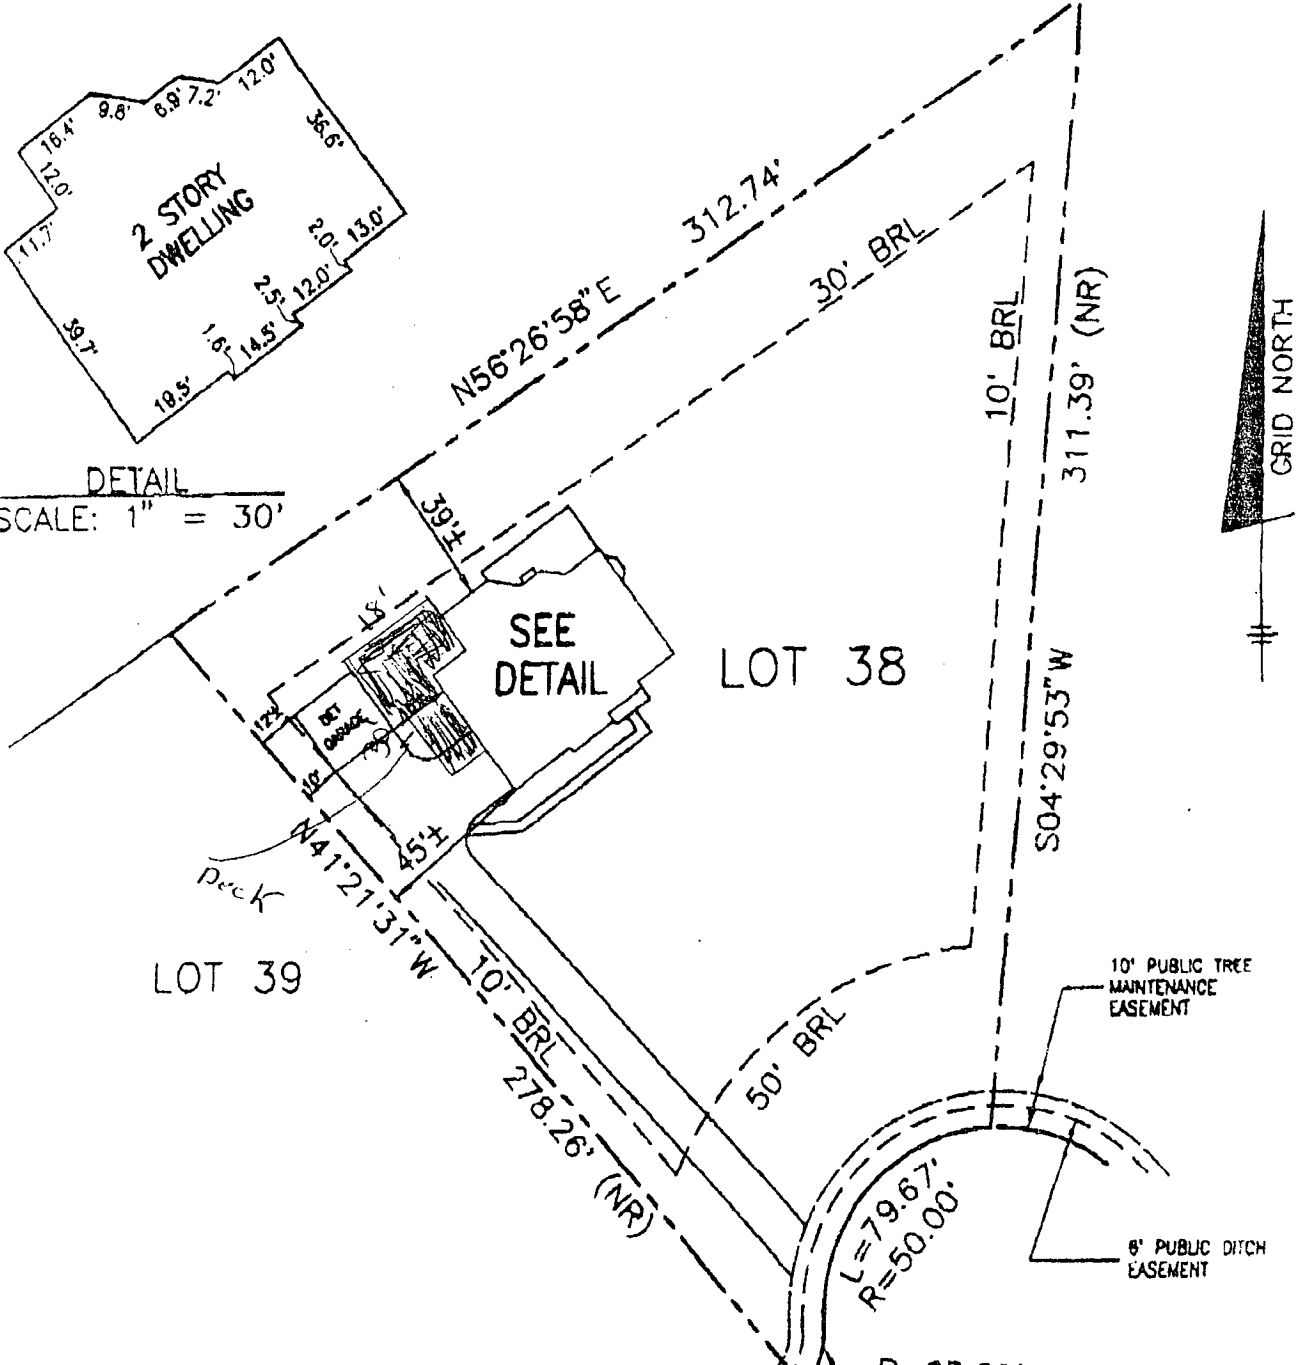 12.0'
9.8'
6.9'
7.2'
16.4'
12.0'
36.6'
2 STORY
DWELLING
11.7'
2.0'
13.0'
12.0'
2.5'
39.7'
1.6'
14.5'
19.5'
DETAIL
SCALE: 1" = 30'
312.74'
30' BRL
N56°26'58" E
10' BRL
311.39' (NR)
GRID NORTH
39'±
18'
SEE
DETAIL
LOT 38
DET
GARAGE
12'±
10'
S04°29'53"W
45'±
N41°21'31"W
Deck
LOT 39
10' BRL
278.26' (NR)
50' BRL
10' PUBLIC TREE
MAINTENANCE
EASEMENT
L=79.67'
R=50.00'
6' PUBLIC DITCH
EASEMENT